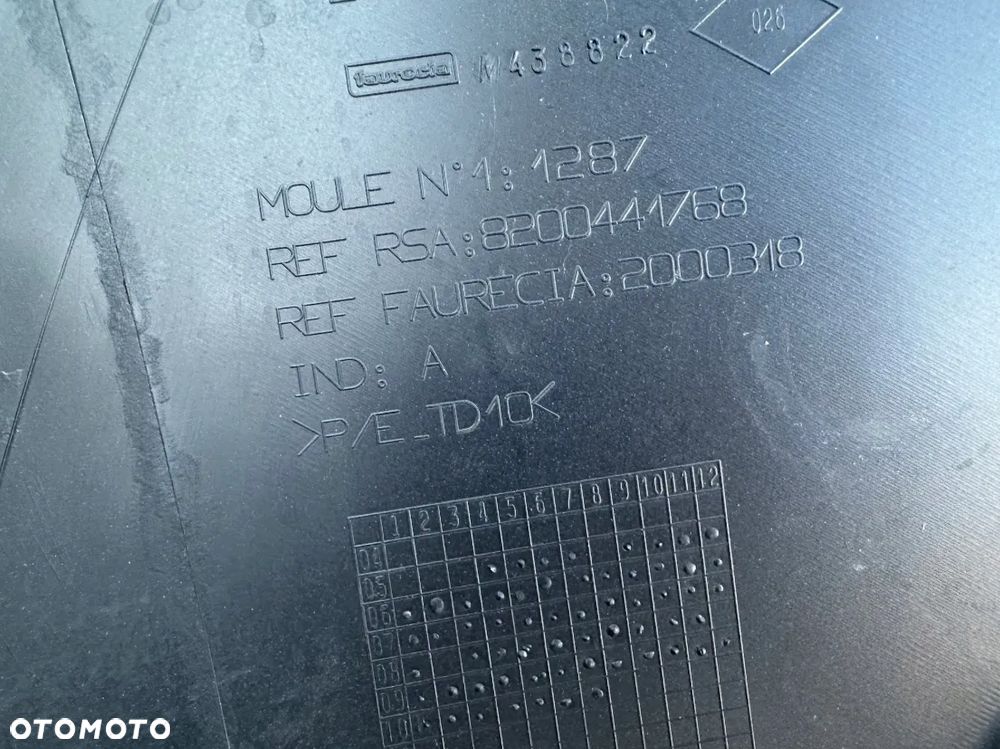 026
faurecia M438822
MOULE N°1: 1287
REF RSA:8200441768
REF FAURECIA:2000318
IND: A
>P/E_TD10<
1 2 3 4 5 6 7 8 9 10 11 12
04
05
06
07
08
09
10
OTOMOTO